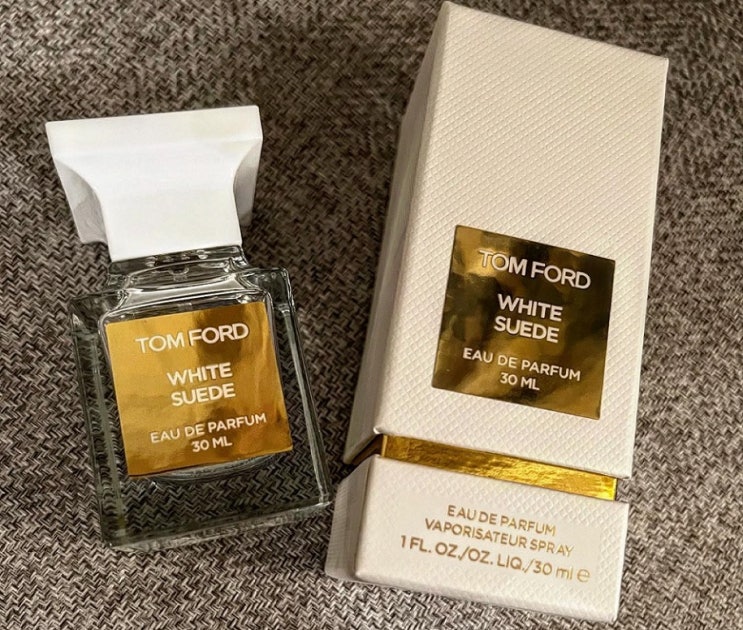 TOM FORD
WHITE
SUEDE
EAU DE PARFUM
30 ML
TOM FORD
WHITE
SUEDE
EAU DE PARFUM
30 ML
EAU DE PARFUM
VAPORISATEUR SPRAY
1 FL. OZ./OZ. LIQ./30 ml ℮